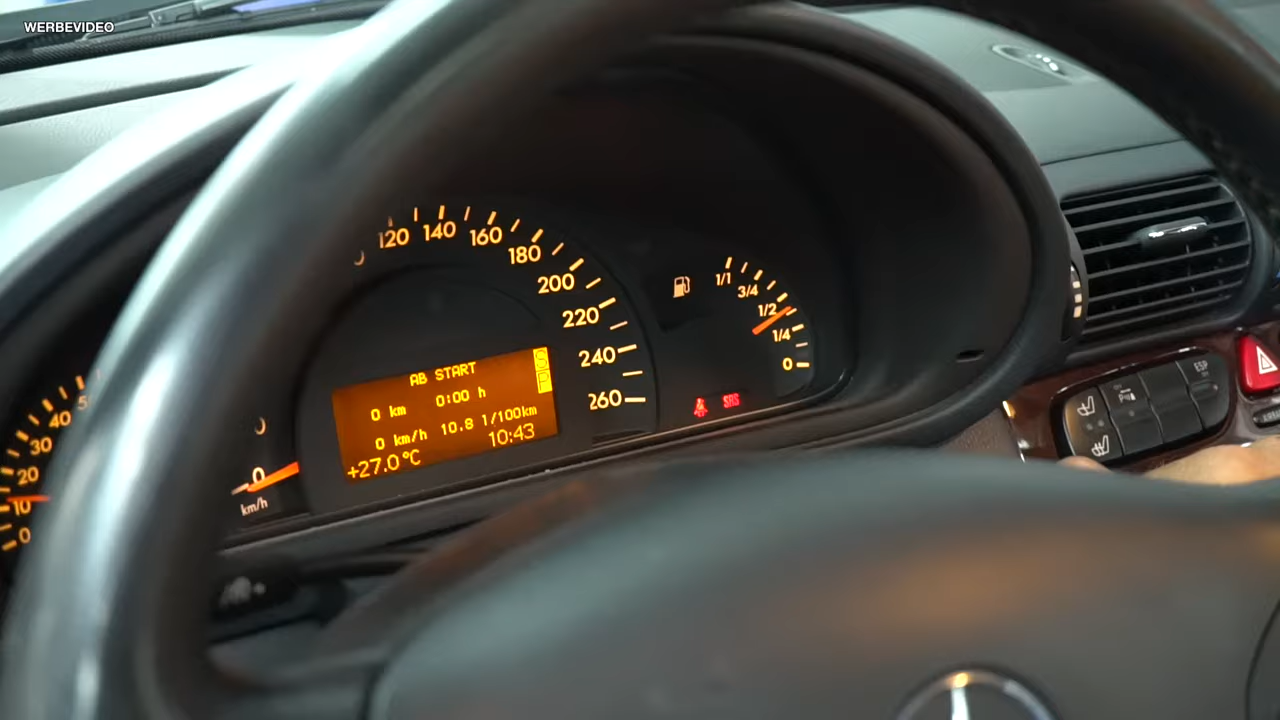 WERBEVIDEO
120
140
160
180
200
220
240
260
0
km/h
AB START
0 km 0:00 h
0 km/h 10.8 l/100km
+27.0°C 10:43
S
D
1/1
3/4
1/2
1/4
0
SRS
40
30
20
10
0
ESP